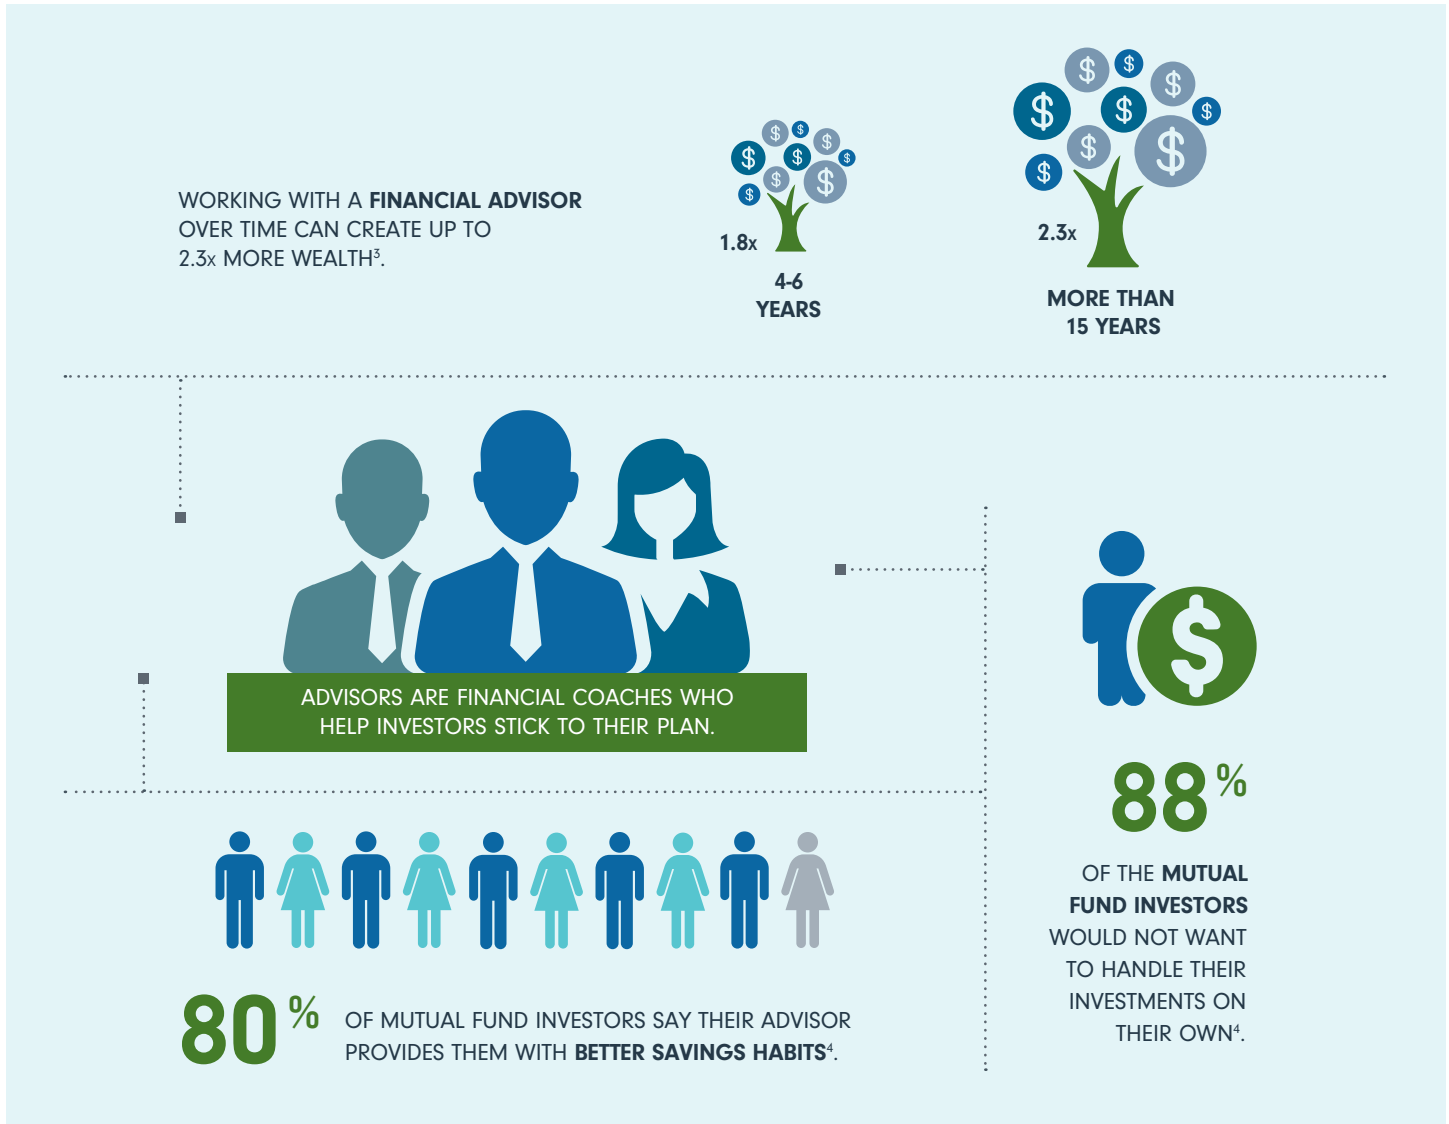 WORKING WITH A FINANCIAL ADVISOR
OVER TIME CAN CREATE UP TO
2.3x MORE WEALTH³.
$ $ $ $ $ $ $ $ $
1.8x
4-6
YEARS
$ $ $ $ $ $ $ $ $
2.3x
MORE THAN
15 YEARS
ADVISORS ARE FINANCIAL COACHES WHO
HELP INVESTORS STICK TO THEIR PLAN.
80%
OF MUTUAL FUND INVESTORS SAY THEIR ADVISOR
PROVIDES THEM WITH BETTER SAVINGS HABITS⁴.
$
88%
OF THE MUTUAL
FUND INVESTORS
WOULD NOT WANT
TO HANDLE THEIR
INVESTMENTS ON
THEIR OWN⁴.